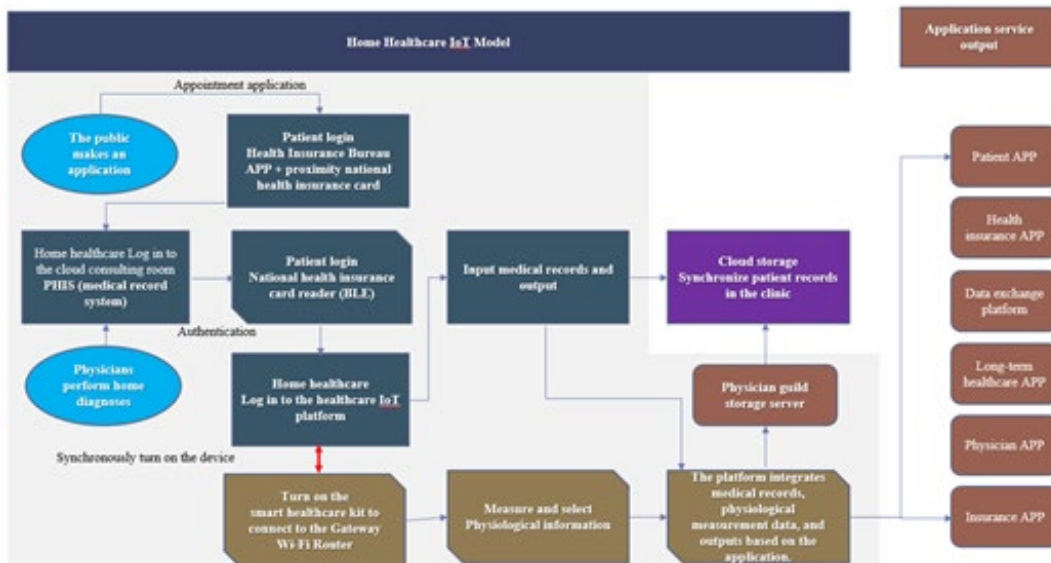 Home Healthcare IoT Model
Application service
output
Appointment application
The public
makes an
application
Patient login
Health Insurance Bureau
APP + proximity national
health insurance card
Patient APP
Health
insurance APP
Home healthcare Log in to
the cloud consulting room
PHIS (medical record
system)
Patient login
National health insurance
card reader (BLE)
Input medical records and
output
Cloud storage
Synchronize patient records
in the clinic
Data exchange
platform
Authentication
Physicians
perform home
diagnoses
Home healthcare
Log in to the healthcare IoT
platform
Physician guild
storage server
Long-term
healthcare APP
Physician APP
Synchronously turn on the device
Turn on the
smart healthcare kit to
connect to the Gateway
Wi-Fi Router
Measure and select
Physiological information
The platform integrates
medical records,
physiological
measurement data, and
outputs based on the
application.
Insurance APP